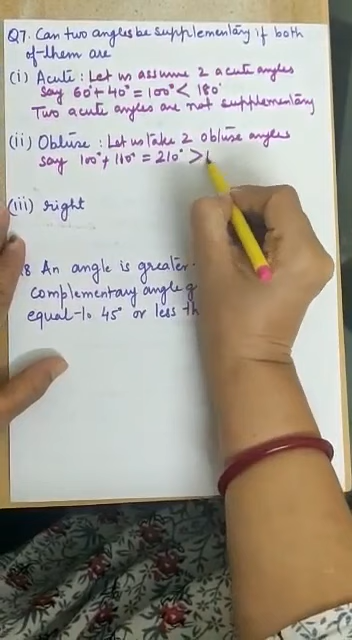 Q7. Can two angles be supplementary if both
of them are
(i) Acute : Let us assume 2 acute angles
say 60° + 40° = 100° < 180°
Two acute angles are not supplementary
(ii) Obtuse : Let us take 2 obtuse angles
say 100° + 110° = 210° > 1
(iii) right
8 An angle is greater
complementary angle g
equal to 45° or less th